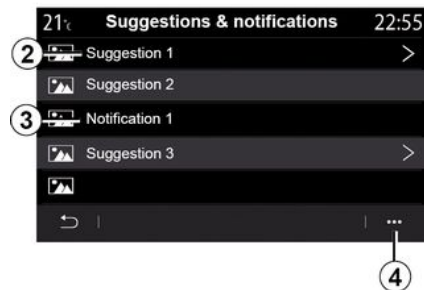 21°c Suggestions & notifications 22:55
2 Suggestion 1
Suggestion 2
3 Notification 1
Suggestion 3
4